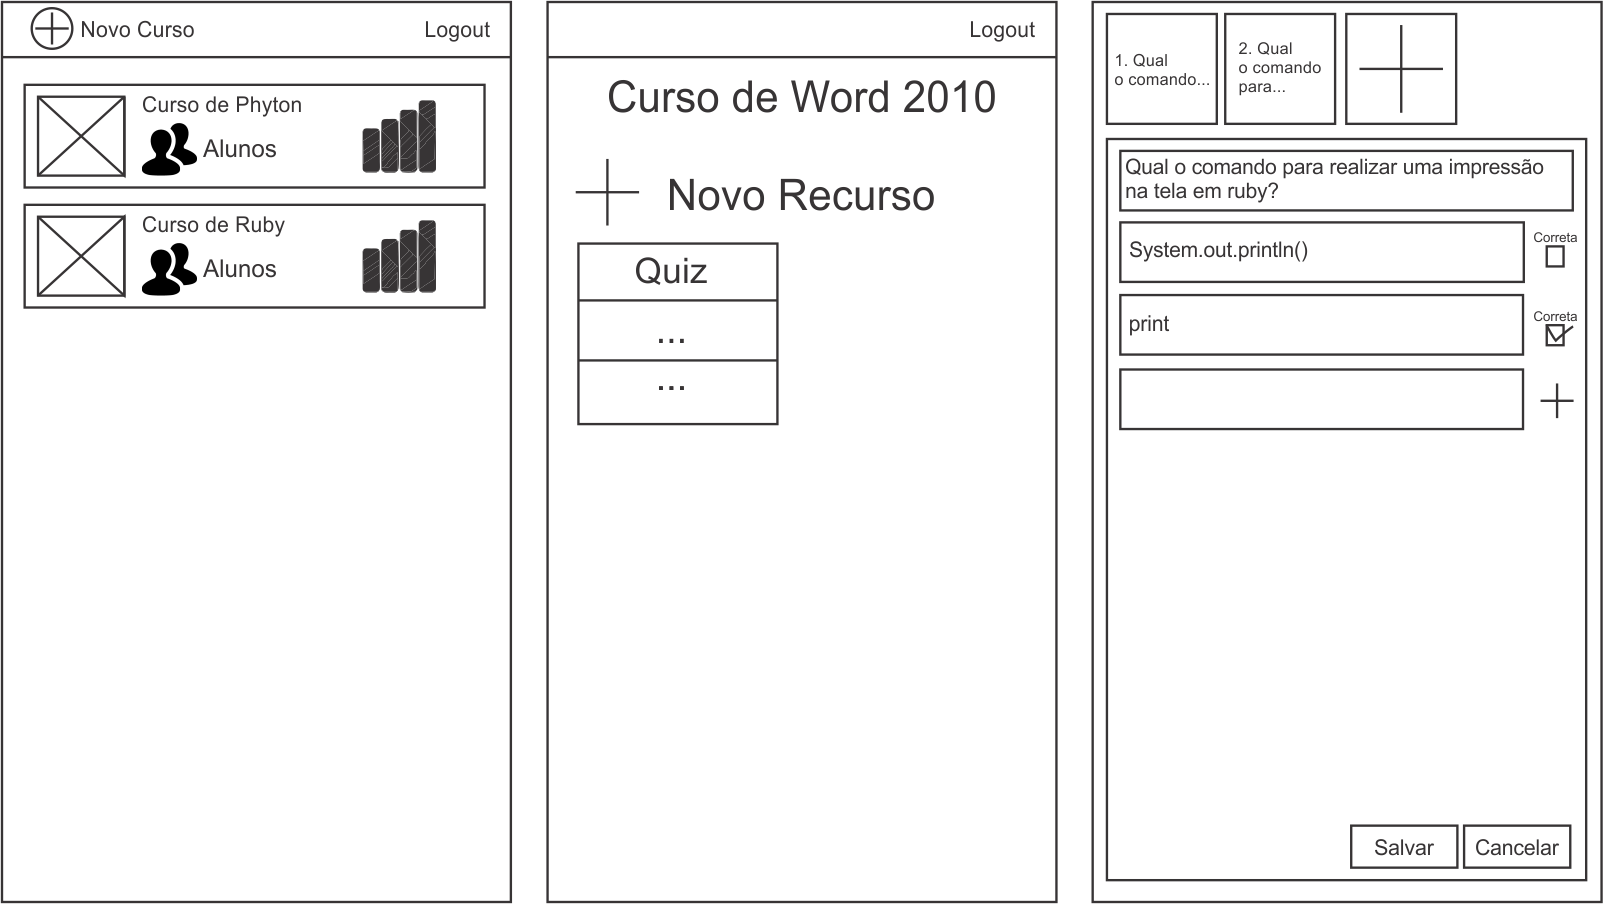 Novo Curso
Logout
Curso de Phyton
Alunos
Curso de Ruby
Alunos
Logout
Curso de Word 2010
Novo Recurso
Quiz
...
...
1. Qual
o comando...
2. Qual
o comando
para...
Qual o comando para realizar uma impressão
na tela em ruby?
System.out.println()
Correta
print
Correta
Salvar
Cancelar